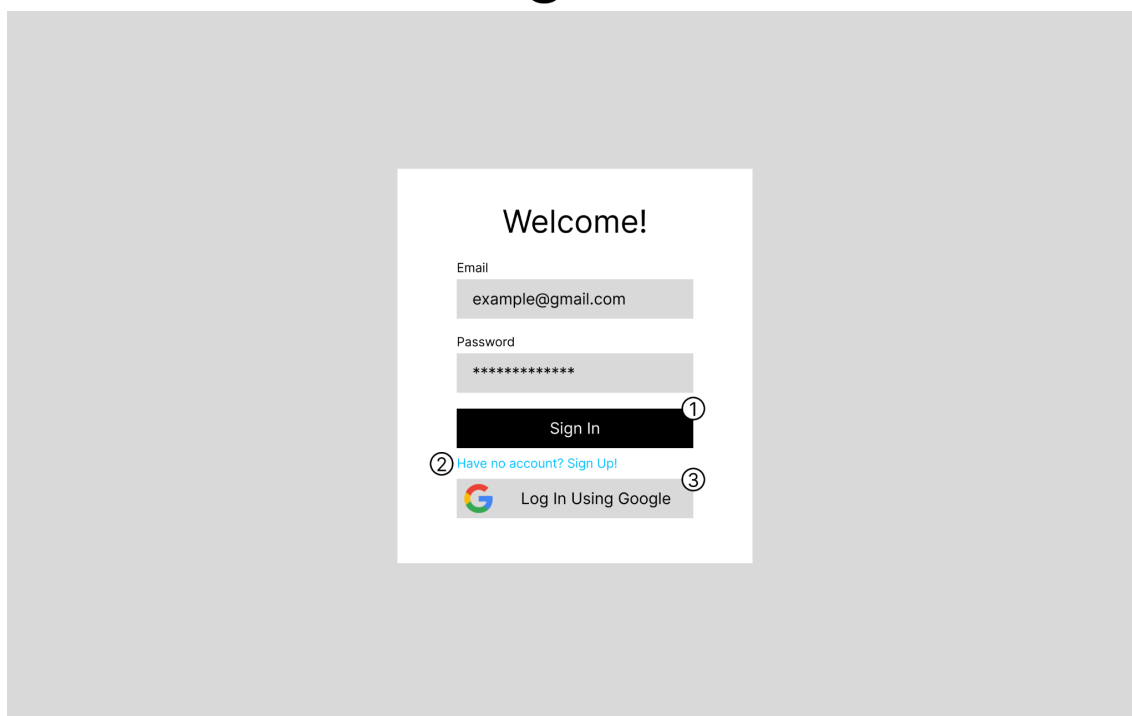 Welcome!
Email
example@gmail.com
Password
*************
①
Sign In
② Have no account? Sign Up!
③
Log In Using Google